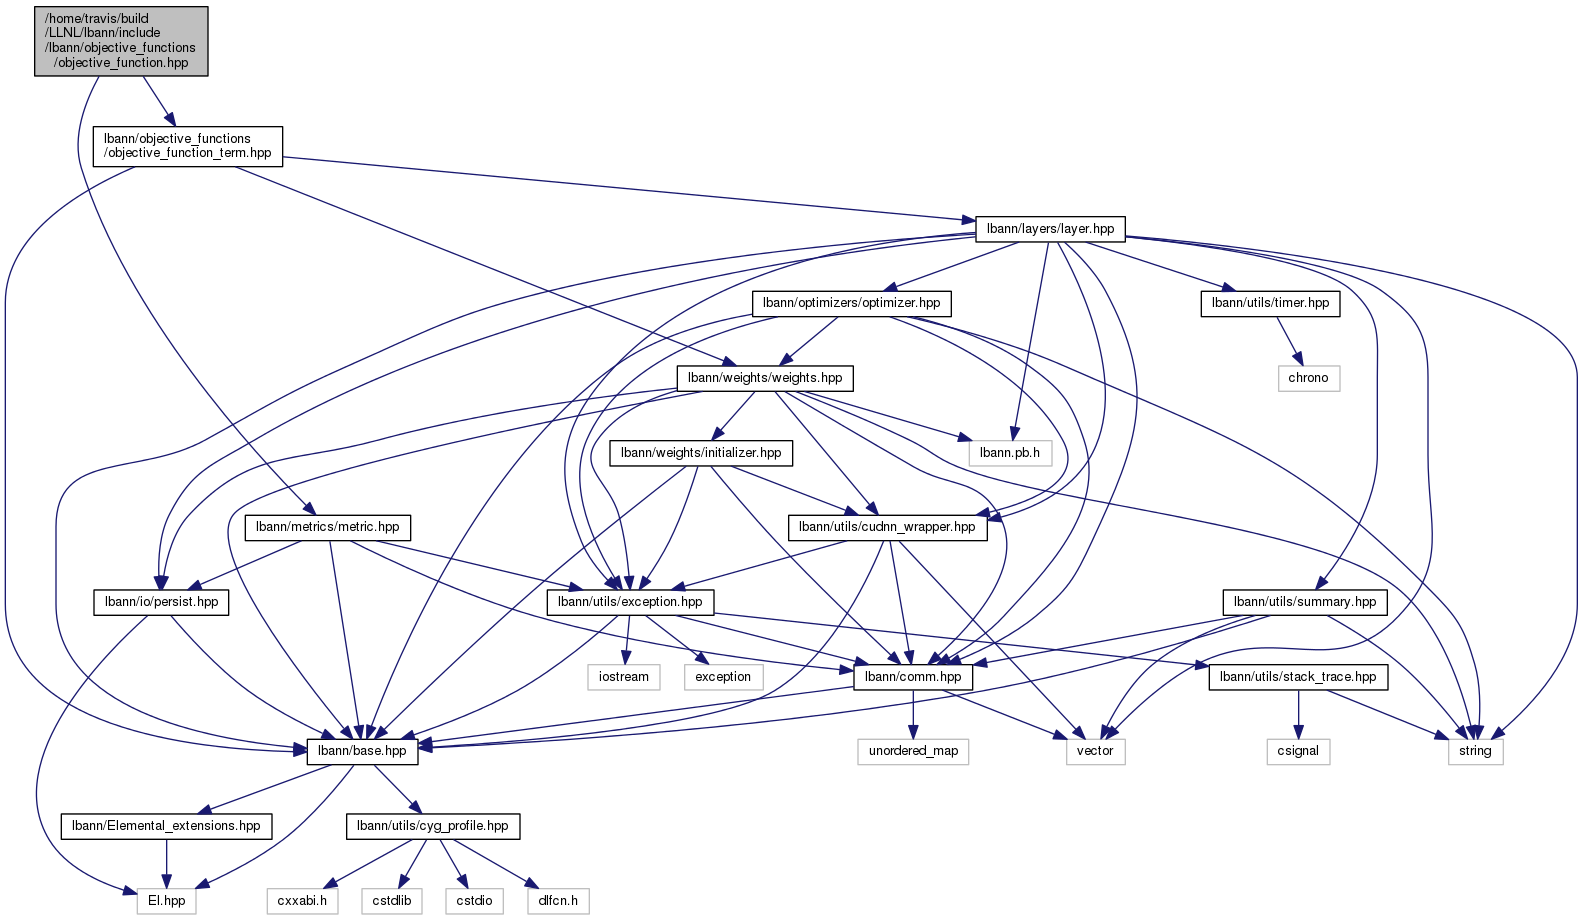 /home/travis/build
/LLNL/lbann/include
/lbann/objective_functions
/objective_function.hpp
lbann/objective_functions
/objective_function_term.hpp
lbann/layers/layer.hpp
lbann/optimizers/optimizer.hpp
lbann/utils/timer.hpp
lbann/weights/weights.hpp
chrono
lbann/weights/initializer.hpp
lbann.pb.h
lbann/metrics/metric.hpp
lbann/utils/cudnn_wrapper.hpp
lbann/io/persist.hpp
lbann/utils/exception.hpp
lbann/utils/summary.hpp
iostream
exception
lbann/comm.hpp
lbann/utils/stack_trace.hpp
lbann/base.hpp
unordered_map
vector
csignal
string
lbann/Elemental_extensions.hpp
lbann/utils/cyg_profile.hpp
El.hpp
cxxabi.h
cstdlib
cstdio
dlfcn.h